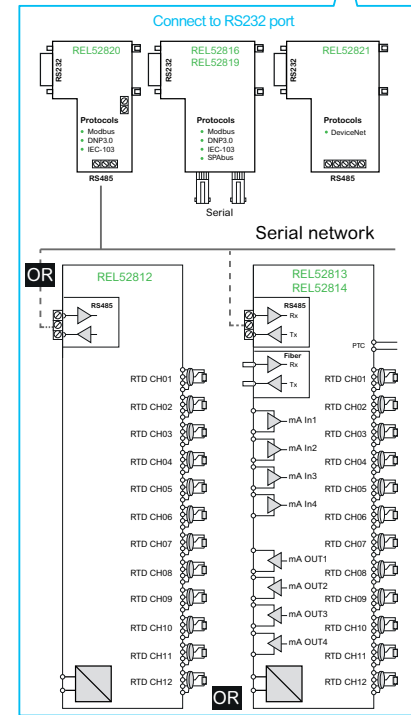 Connect to RS232 port
REL52820
RS232
Protocols
• Modbus
• DNP3.0
• IEC-103
RS485
REL52816
REL52819
RS232
Protocols
• Modbus
• DNP3.0
• IEC-103
• SPAbus
Serial
REL52821
RS232
Protocols
• DeviceNet
RS485
Serial network
OR
REL52812
RS485
RTD CH01
RTD CH02
RTD CH03
RTD CH04
RTD CH05
RTD CH06
RTD CH07
RTD CH08
RTD CH09
RTD CH10
RTD CH11
RTD CH12
OR
REL52813
REL52814
RS485
Rx
Tx
PTC
Fiber
Rx
Tx
RTD CH01
mA In1
RTD CH02
mA In2
RTD CH03
mA In3
RTD CH04
RTD CH05
mA In4
RTD CH06
RTD CH07
mA OUT1
RTD CH08
mA OUT2
RTD CH09
mA OUT3
RTD CH10
mA OUT4
RTD CH11
RTD CH12